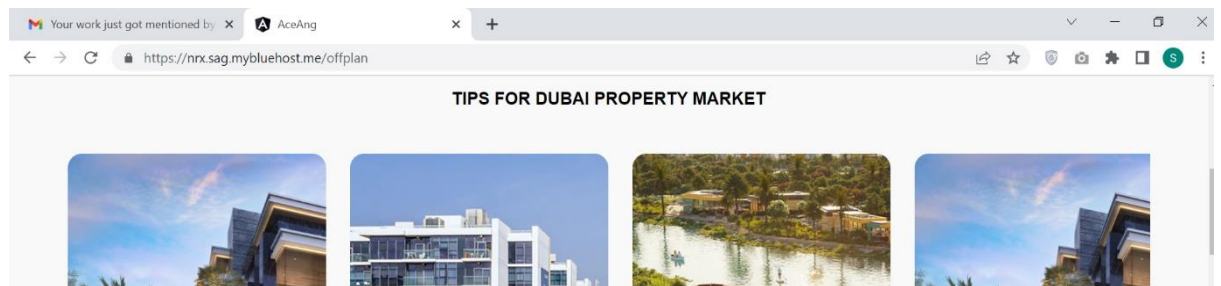 Your work just got mentioned by
AceAng
https://nrx.sag.mybluehost.me/offplan
S
TIPS FOR DUBAI PROPERTY MARKET